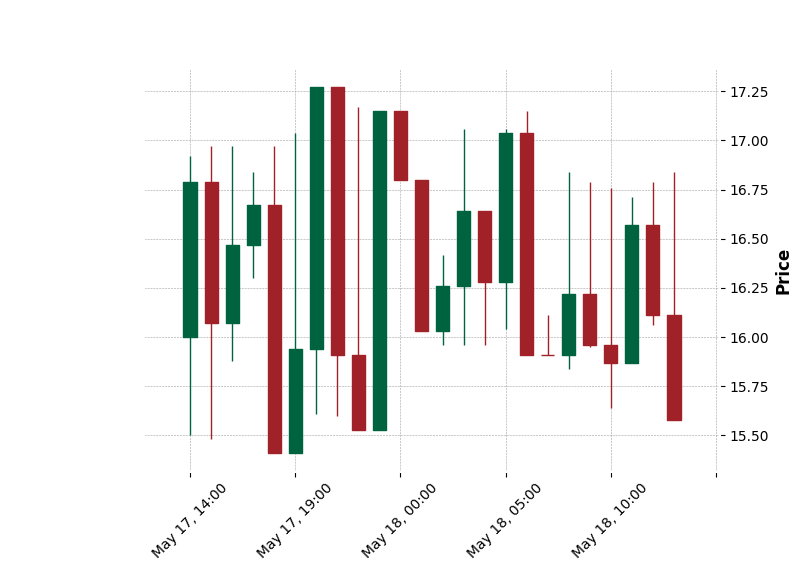 17.25
17.00
16.75
16.50
16.25
16.00
15.75
15.50
Price
May 17, 14:00
May 17, 19:00
May 18, 00:00
May 18, 05:00
May 18, 10:00